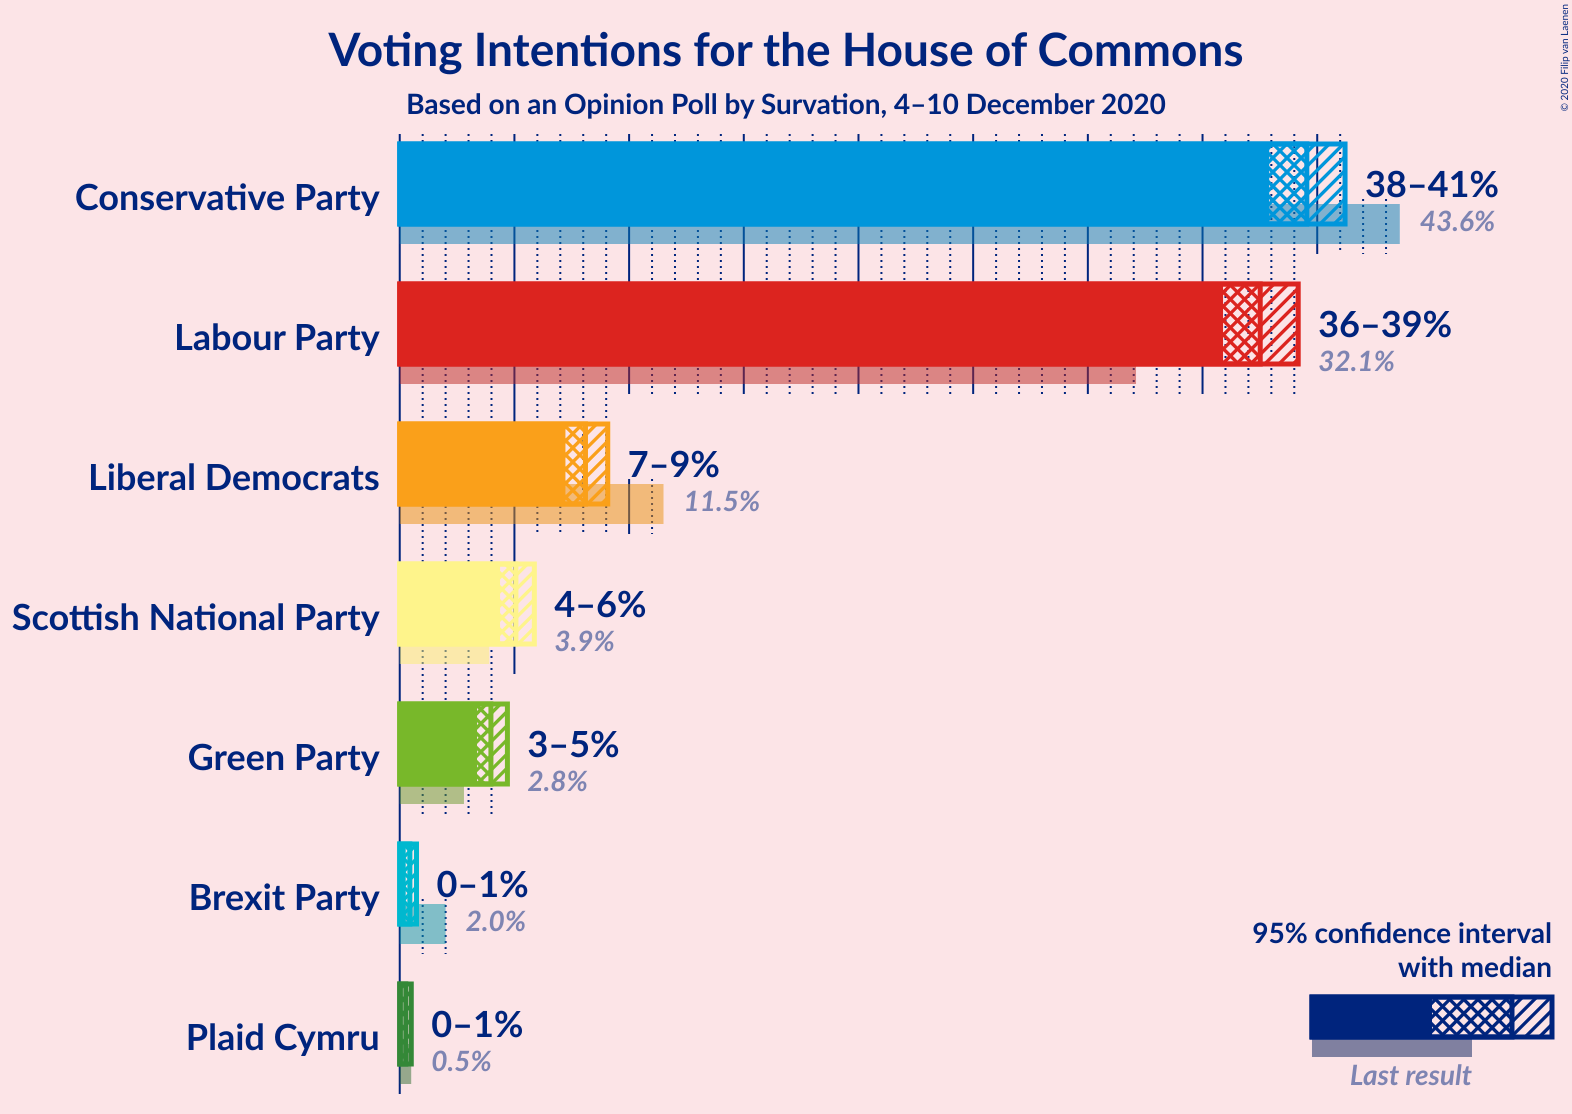 Voting Intentions for the House of Commons
Based on an Opinion Poll by Survation, 4–10 December 2020
© 2020 Filip van Laenen
Conservative Party
38–41%
43.6%
Labour Party
36–39%
32.1%
Liberal Democrats
7–9%
11.5%
Scottish National Party
4–6%
3.9%
Green Party
3–5%
2.8%
Brexit Party
0–1%
2.0%
Plaid Cymru
0–1%
0.5%
95% confidence interval
with median
Last result